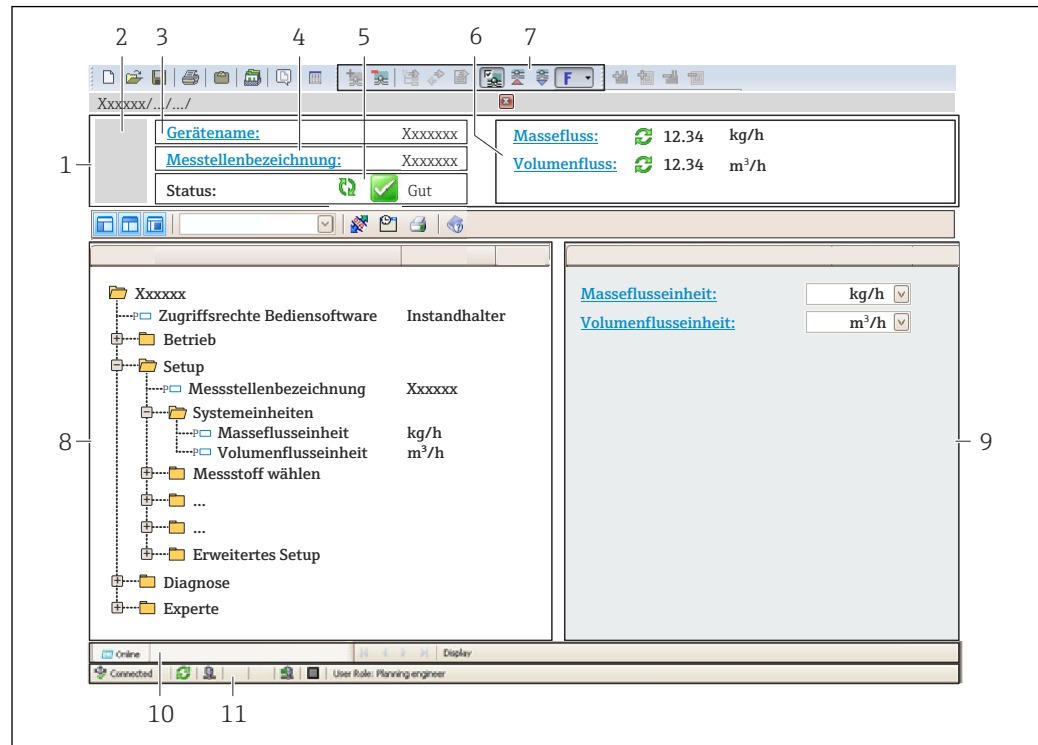 2 3 4 5 6 7
F
Xxxxxx/.../.../
Gerätename: Xxxxxxx
Messtellenbezeichnung: Xxxxxxx
Status: Gut
Massefluss: 12.34 kg/h
Volumenfluss: 12.34 m³/h
1
Xxxxxx
Zugriffsrechte Bediensoftware Instandhalter
Betrieb
Setup
Messstellenbezeichnung Xxxxxx
Systemeinheiten
Masseflusseinheit kg/h
Volumenflusseinheit m³/h
Messstoff wählen
...
...
Erweitertes Setup
Diagnose
Experte
8
Masseflusseinheit: kg/h
Volumenflusseinheit: m³/h
9
Online Display
Connected User Role: Planning engineer
10 11